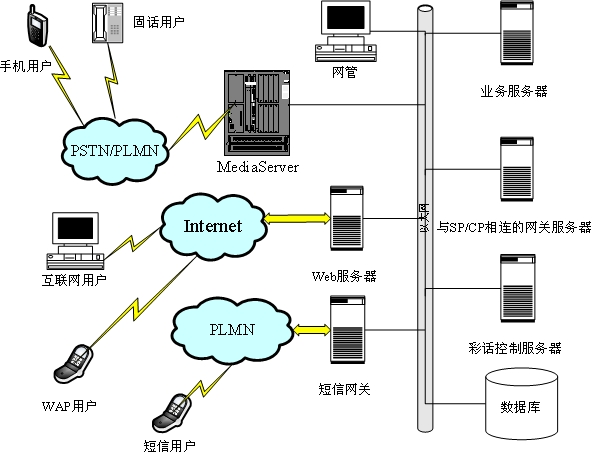 固话用户
手机用户
网管
业务服务器
PSTN/PLMN
MediaServer
以太网
与SP/CP相连的网关服务器
Internet
互联网用户
Web服务器
PLMN
彩话控制服务器
短信网关
WAP用户
数据库
短信用户